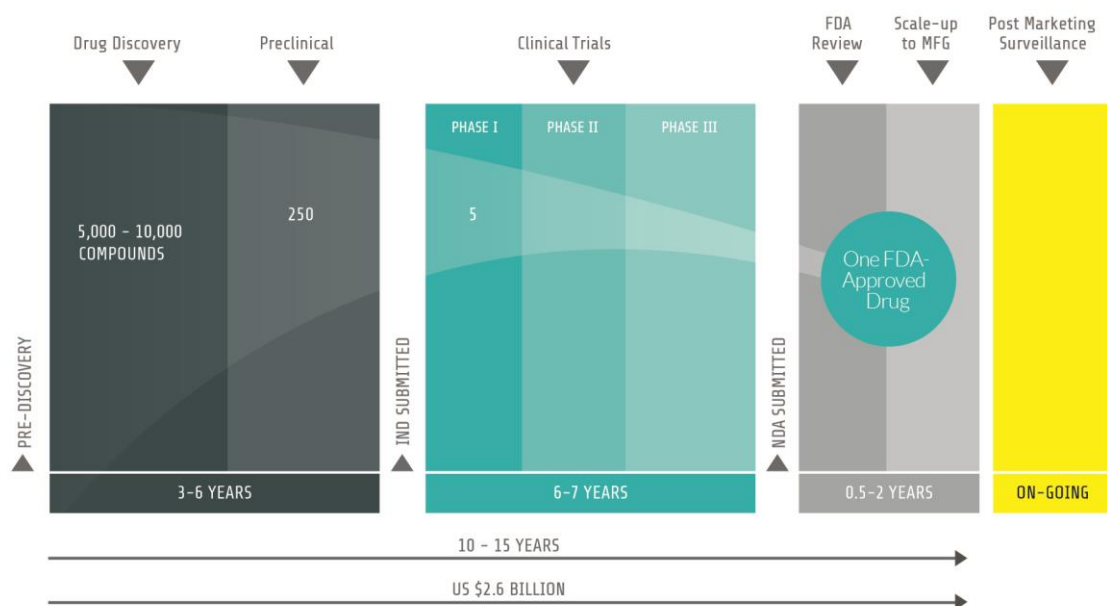 Drug Discovery
Preclinical
Clinical Trials
FDA
Review
Scale-up
to MFG
Post Marketing
Surveillance
PRE-DISCOVERY
5,000 - 10,000
COMPOUNDS
250
IND SUBMITTED
PHASE I
PHASE II
PHASE III
5
NDA SUBMITTED
One FDA-
Approved
Drug
3-6 YEARS
6-7 YEARS
0.5-2 YEARS
ON-GOING
10 - 15 YEARS
US $2.6 BILLION